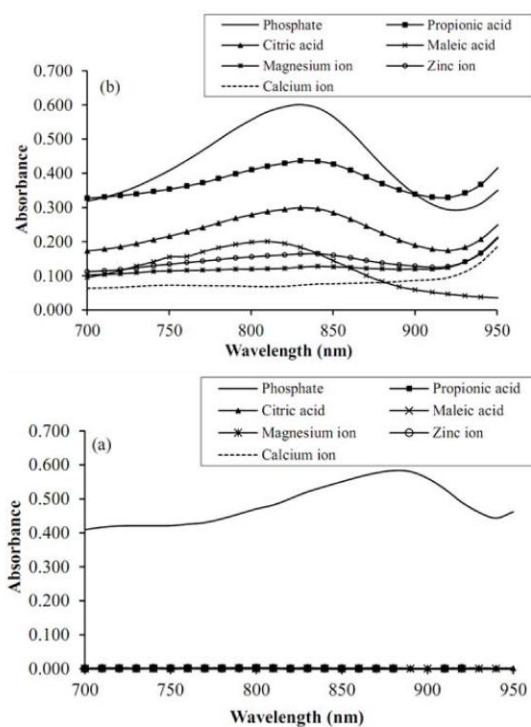 Phosphate Propionic acid
Citric acid Maleic acid
Magnesium ion Zinc ion
Calcium ion
(b)
Absorbance
0.700
0.600
0.500
0.400
0.300
0.200
0.100
0.000
700 750 800 850 900 950
Wavelength (nm)
Phosphate Propionic acid
Citric acid Maleic acid
Magnesium ion Zinc ion
Calcium ion
(a)
Absorbance
0.700
0.600
0.500
0.400
0.300
0.200
0.100
0.000
700 750 800 850 900 950
Wavelength (nm)